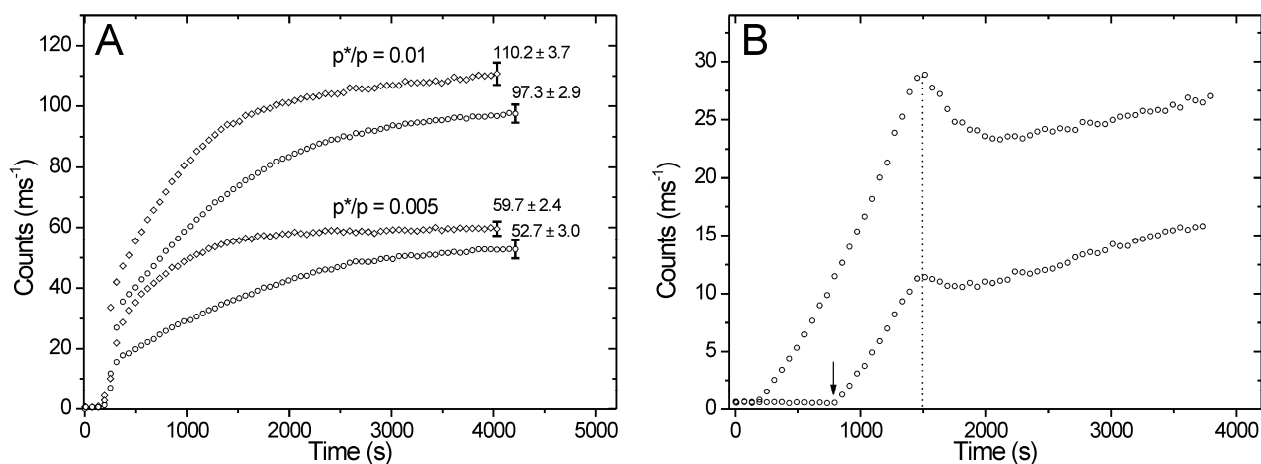 A
p*/p = 0.01
110.2 ± 3.7
97.3 ± 2.9
p*/p = 0.005
59.7 ± 2.4
52.7 ± 3.0
120
100
80
60
40
20
0
Counts (ms⁻¹)
0 1000 2000 3000 4000 5000
Time (s)
B
30
25
20
15
10
5
0
Counts (ms⁻¹)
0 1000 2000 3000 4000
Time (s)